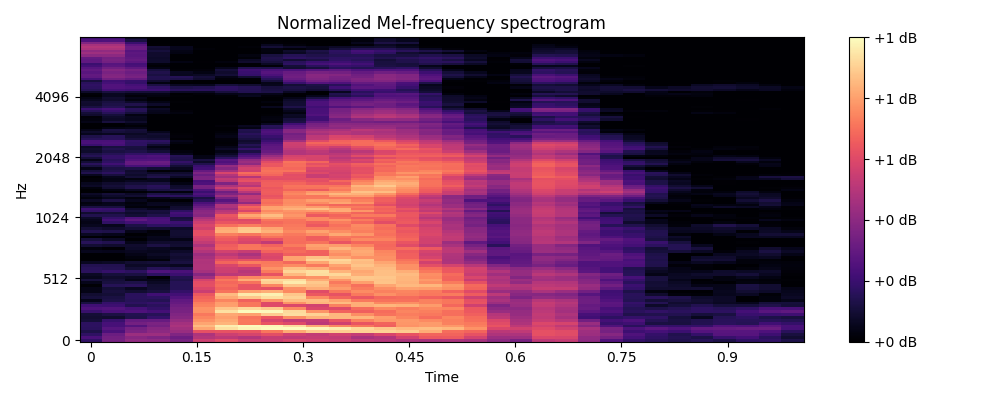 Normalized Mel-frequency spectrogram
Hz
4096
2048
1024
512
0
0 0.15 0.3 0.45 0.6 0.75 0.9
Time
+1 dB
+1 dB
+1 dB
+0 dB
+0 dB
+0 dB